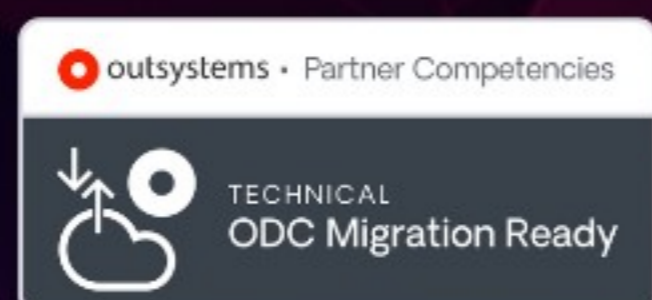 outsystems • Partner Competencies
TECHNICAL
ODC Migration Ready